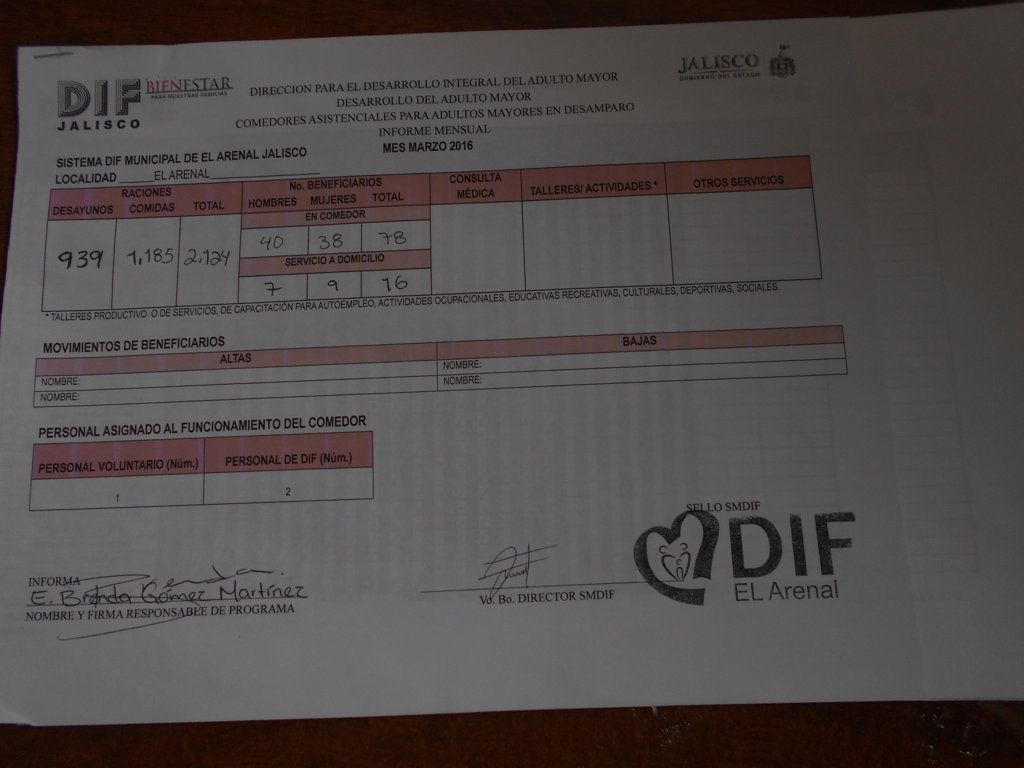 DIF JALISCO
BIENESTAR
PARA NUESTRAS FAMILIAS
JALISCO
GOBIERNO DEL ESTADO
DIRECCION PARA EL DESARROLLO INTEGRAL DEL ADULTO MAYOR
DESARROLLO DEL ADULTO MAYOR
COMEDORES ASISTENCIALES PARA ADULTOS MAYORES EN DESAMPARO
INFORME MENSUAL
MES MARZO 2016
SISTEMA DIF MUNICIPAL DE EL ARENAL JALISCO
LOCALIDAD EL ARENAL
RACIONES
DESAYUNOS COMIDAS TOTAL
939 1,185 2,124
No. BENEFICIARIOS
HOMBRES MUJERES TOTAL
EN COMEDOR
40 38 78
SERVICIO A DOMICILIO
7 9 16
CONSULTA
MÉDICA
TALLERES/ ACTIVIDADES *
OTROS SERVICIOS
* TALLERES PRODUCTIVO O DE SERVICIOS, DE CAPACITACIÓN PARA AUTOEMPLEO, ACTIVIDADES OCUPACIONALES, EDUCATIVAS RECREATIVAS, CULTURALES, DEPORTIVAS, SOCIALES.
MOVIMIENTOS DE BENEFICIARIOS
ALTAS BAJAS
NOMBRE: NOMBRE:
NOMBRE: NOMBRE:
PERSONAL ASIGNADO AL FUNCIONAMIENTO DEL COMEDOR
PERSONAL VOLUNTARIO (Núm.) PERSONAL DE DIF (Núm.)
1 2
INFORMA
E. Brenda Gómez Martínez
NOMBRE Y FIRMA RESPONSABLE DE PROGRAMA
Vo. Bo. DIRECTOR SMDIF
SELLO SMDIF
DIF
EL Arenal